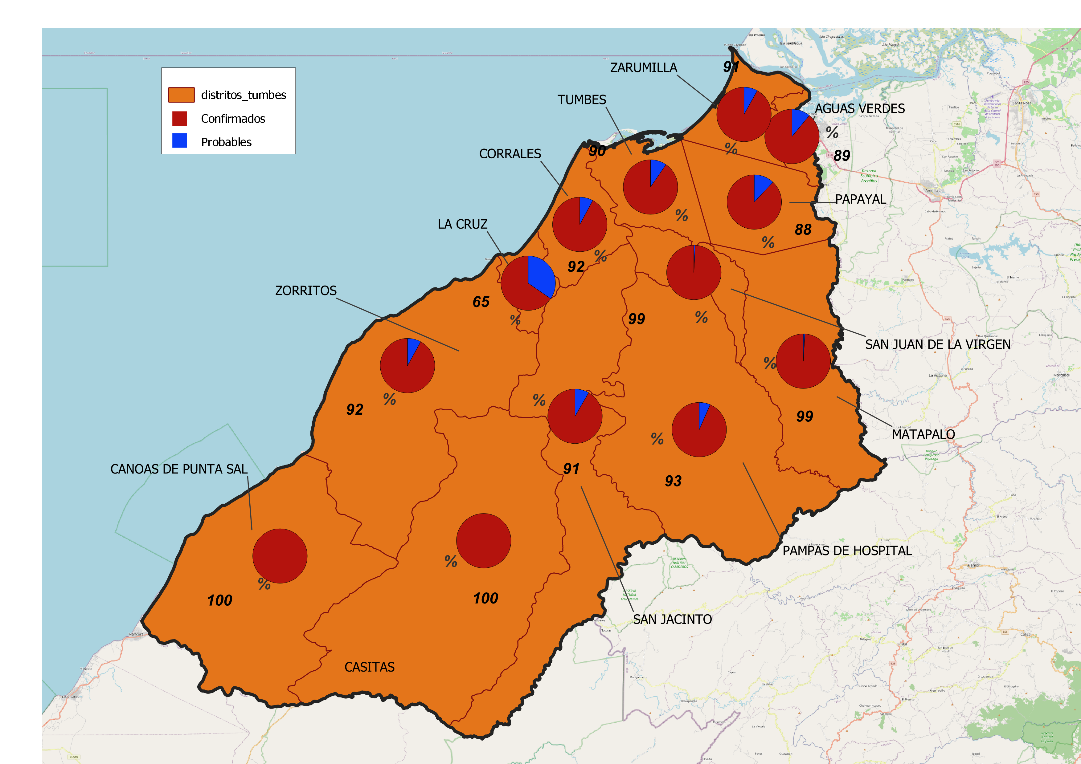 ZARUMILLA
91
distritos_tumbes
TUMBES
AGUAS VERDES
Confirmados
%
Probables
%
90
89
CORRALES
PAPAYAL
%
LA CRUZ
88
%
%
92
ZORRITOS
65
%
99
%
SAN JUAN DE LA VIRGEN
%
%
%
92
99
MATAPALO
%
CANOAS DE PUNTA SAL
91
93
PAMPAS DE HOSPITAL
%
%
100
100
SAN JACINTO
CASITAS